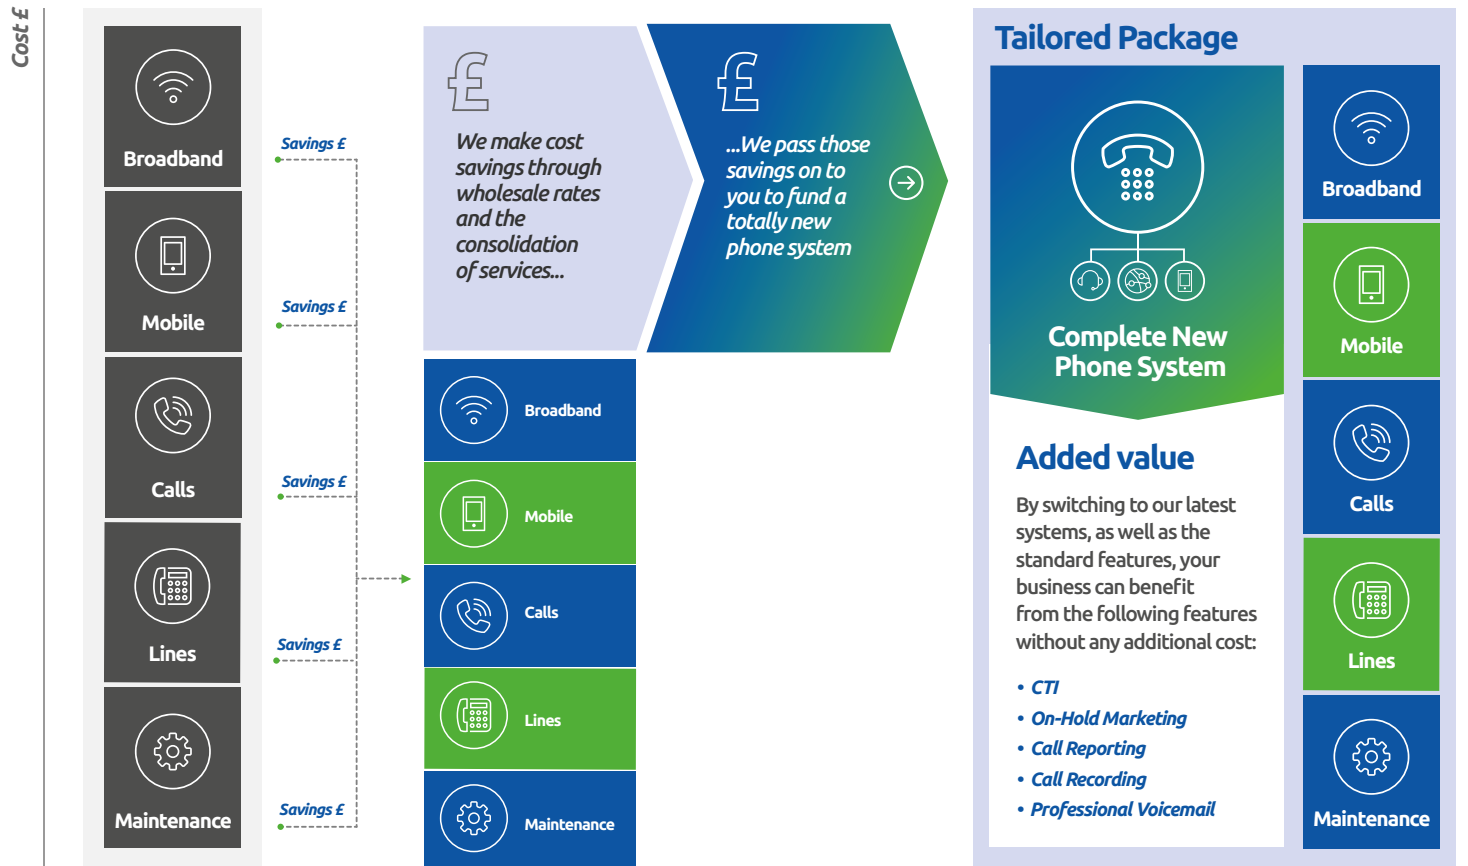 Cost £
Broadband
Mobile
Calls
Lines
Maintenance
Savings £
Savings £
Savings £
Savings £
Savings £
£
We make cost
savings through
wholesale rates
and the
consolidation
of services...
£
...We pass those
savings on to
you to fund a
totally new
phone system
Broadband
Mobile
Calls
Lines
Maintenance
Tailored Package
Complete New
Phone System
Added value
By switching to our latest
systems, as well as the
standard features, your
business can benefit
from the following features
without any additional cost:
• CTI
• On-Hold Marketing
• Call Reporting
• Call Recording
• Professional Voicemail
Broadband
Mobile
Calls
Lines
Maintenance